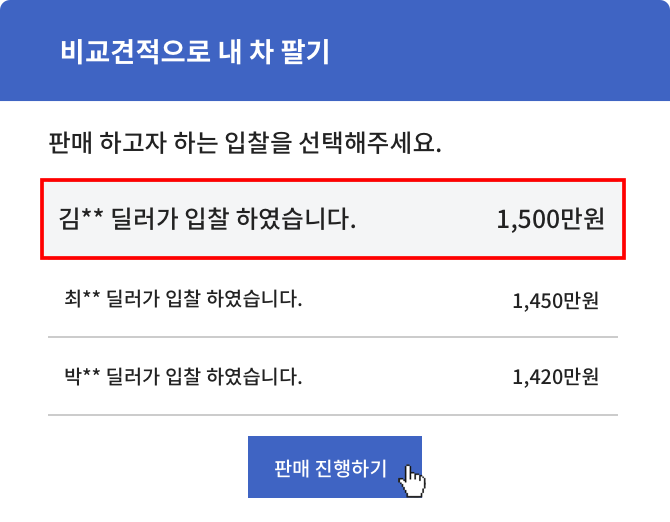 비교견적으로 내 차 팔기
판매 하고자 하는 입찰을 선택해주세요.
김** 딜러가 입찰 하였습니다. 1,500만원
최** 딜러가 입찰 하였습니다. 1,450만원
박** 딜러가 입찰 하였습니다. 1,420만원
판매 진행하기